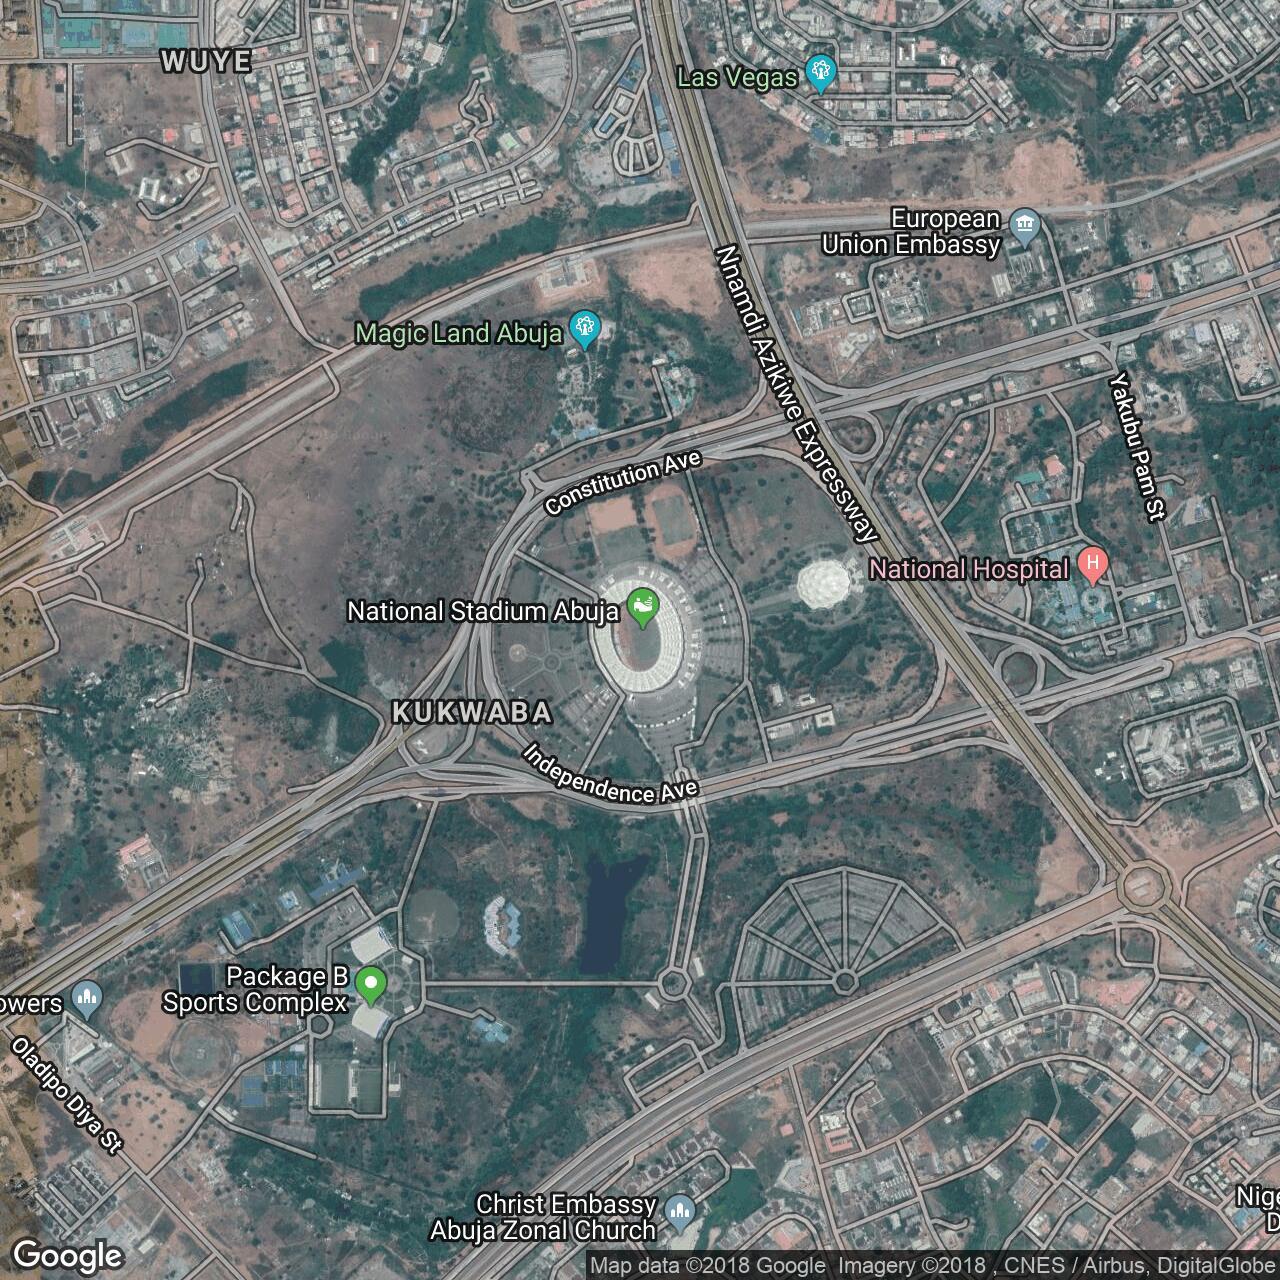 WUYE
Las Vegas
European
Union Embassy
Nnamdi Azikiwe Expressway
Magic Land Abuja
Yakubu Pam St
Constitution Ave
National Hospital
National Stadium Abuja
KUKWABA
Independence Ave
Package B
Sports Complex
owers
Oladipo Diya St
Christ Embassy
Abuja Zonal Church
Nige
D
Google
Map data ©2018 Google Imagery ©2018 , CNES / Airbus, DigitalGlobe